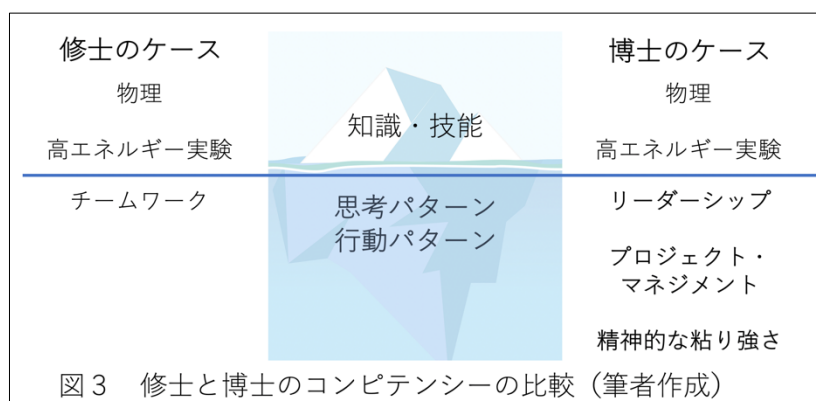 修士のケース
物理
高エネルギー実験
チームワーク
知識・技能
思考パターン
行動パターン
博士のケース
物理
高エネルギー実験
リーダーシップ
プロジェクト・
マネジメント
精神的な粘り強さ
図3　修士と博士のコンピテンシーの比較（筆者作成）